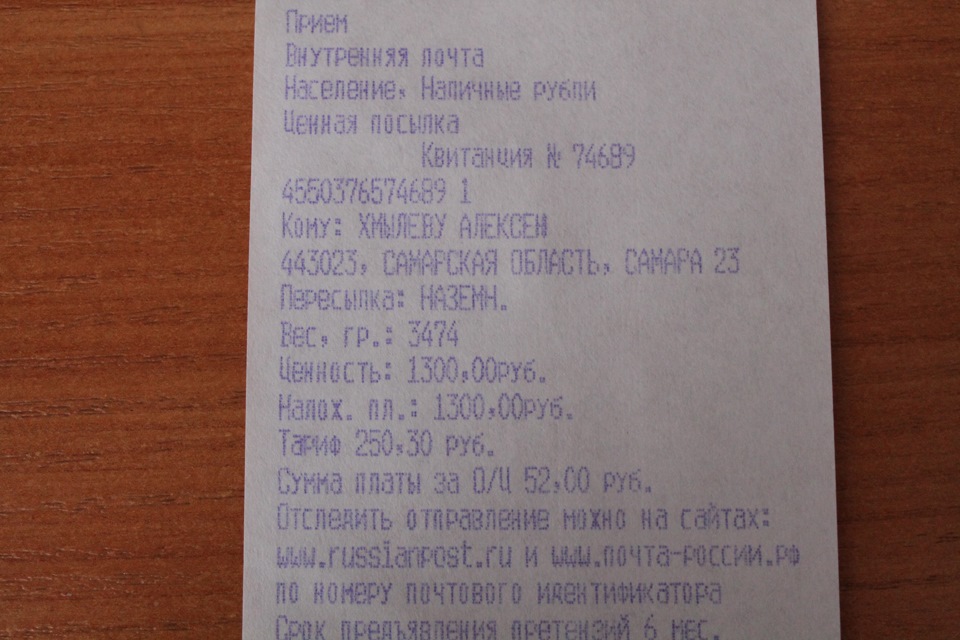 Прием
Внутренняя почта
Население, Наличные рубли
Ценная посылка
Квитанция № 74689
4550376574689 1
Кому: ХМЫЛЕВУ АЛЕКСЕН
443023, САМАРСКАЯ ОБЛАСТЬ, САМАРА 23
Пересылка: НАЗЕМН.
Вес, гр.: 3474
Ценность: 1300,00руб.
Налож. пл.: 1300,00руб.
Тариф 250,30 руб.
Сумма платы за О/Ц 52,00 руб.
Отследить отправление можно на сайтах:
www.russianpost.ru и www.почта-россии.рф
по номеру почтового идентификатора
Срок предъявления претензий 6 мес.